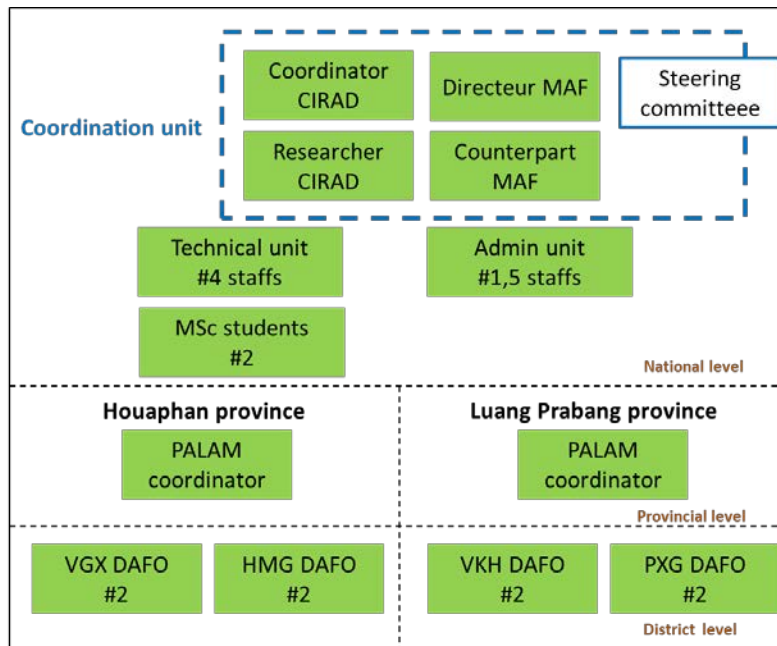 Coordination unit
Coordinator
CIRAD
Directeur MAF
Steering
committeee
Researcher
CIRAD
Counterpart
MAF
Technical unit
#4 staffs
Admin unit
#1,5 staffs
MSc students
#2
National level
Houaphan province
Luang Prabang province
PALAM
coordinator
PALAM
coordinator
Provincial level
VGX DAFO
#2
HMG DAFO
#2
VKH DAFO
#2
PXG DAFO
#2
District level